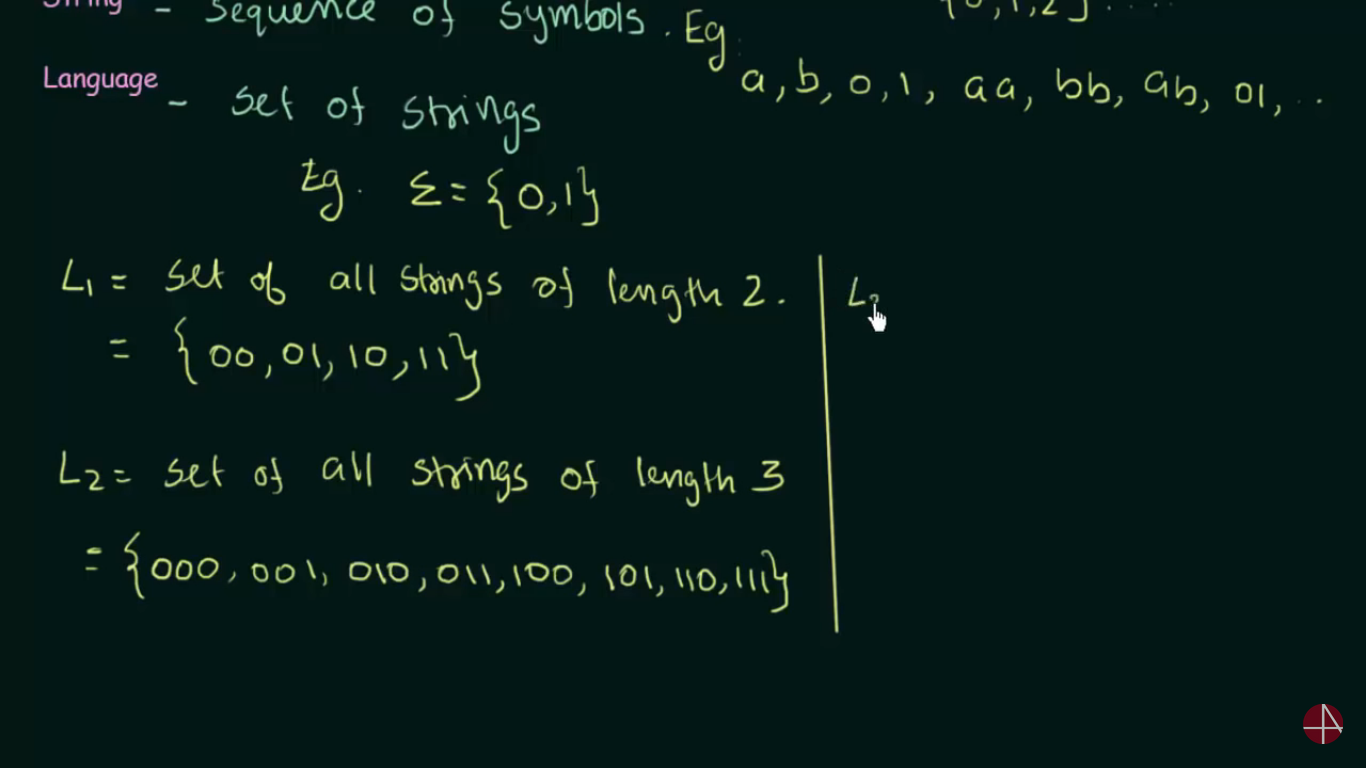 String - sequence of symbols. Eg
a, b, 0, 1, aa, bb, ab, 01, ..
Language - set of strings
Eg. Σ = {0,1}
L1 = set of all strings of length 2.
= {00, 01, 10, 11}
L2 = set of all strings of length 3
= {000, 001, 010, 011, 100, 101, 110, 111}
L